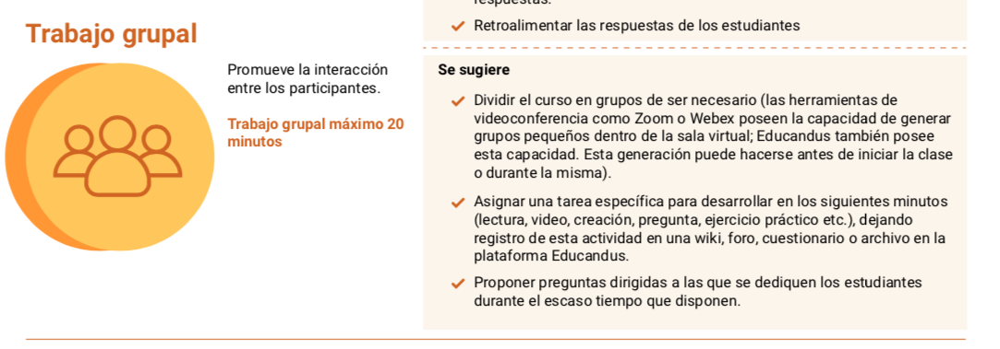 respuestas.
Retroalimentar las respuestas de los estudiantes
Trabajo grupal
Promueve la interacción
entre los participantes.
Trabajo grupal máximo 20
minutos
Se sugiere
Dividir el curso en grupos de ser necesario (las herramientas de
videoconferencia como Zoom o Webex poseen la capacidad de generar
grupos pequeños dentro de la sala virtual; Educandus también posee
esta capacidad. Esta generación puede hacerse antes de iniciar la clase
o durante la misma).
Asignar una tarea específica para desarrollar en los siguientes minutos
(lectura, video, creación, pregunta, ejercicio práctico etc.), dejando
registro de esta actividad en una wiki, foro, cuestionario o archivo en la
plataforma Educandus.
Proponer preguntas dirigidas a las que se dediquen los estudiantes
durante el escaso tiempo que disponen.